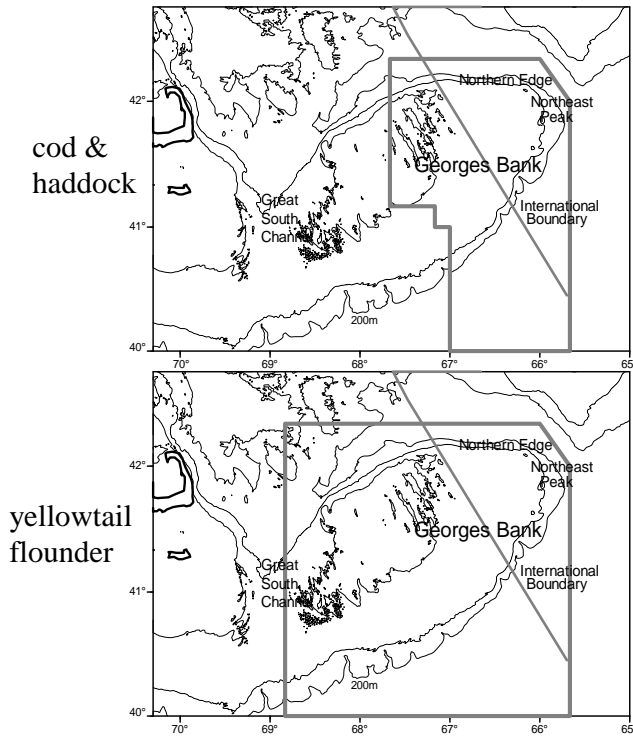 cod &
haddock
42°
41°
40°
Northern Edge
Northeast
Peak
Georges Bank
Great
South
Channel
International
Boundary
200m
70°
69°
68°
67°
66°
65
yellowtail
flounder
42°
41°
40°
Northern Edge
Northeast
Peak
Georges Bank
Great
South
Channel
International
Boundary
200m
70°
69°
68°
67°
66°
65